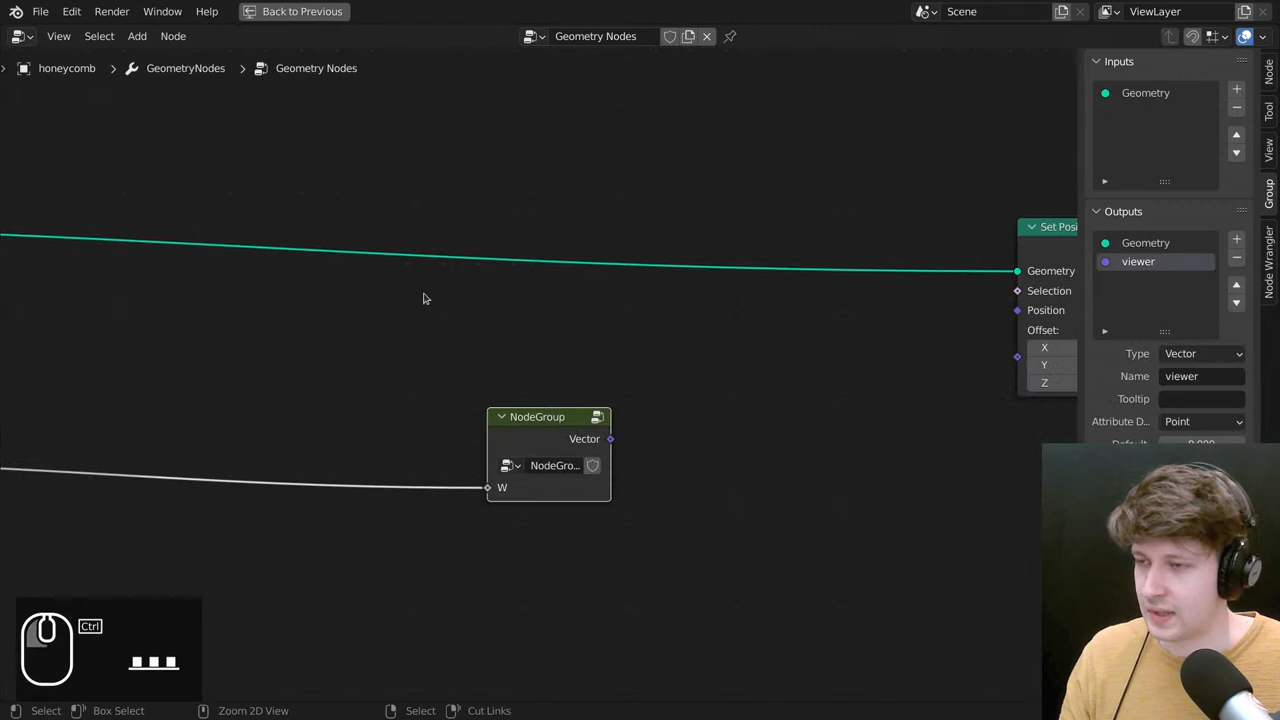 File Edit Render Window Help Back to Previous Scene ViewLayer
View Select Add Node Geometry Nodes
honeycomb GeometryNodes Geometry Nodes
Inputs
Geometry
Outputs
Geometry
viewer
Type Vector
Name viewer
Tooltip
Attribute D... Point
Node
Tool
View
Group
Node Wrangler
Set Posi
Geometry
Selection
Position
Offset:
X
Y
Z
NodeGroup
Vector
NodeGro...
W
Ctrl
Select Box Select Zoom 2D View Select Cut Links